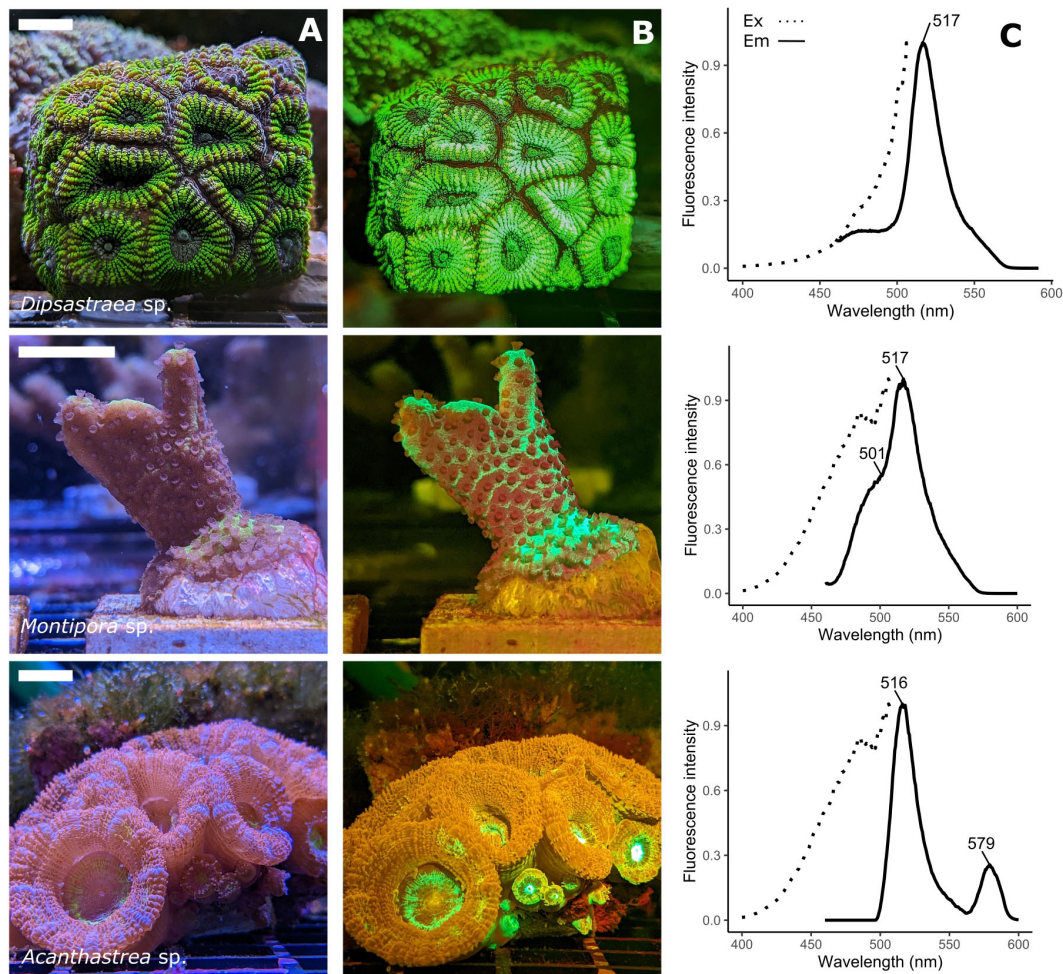 A
B
C
Ex
Em
517
Fluorescence intensity
0.9
0.6
0.3
0.0
400
450
500
550
600
Wavelength (nm)
Dipsastraea sp.
517
501
Fluorescence intensity
0.9
0.6
0.3
0.0
400
450
500
550
600
Wavelength (nm)
Montipora sp.
516
579
Fluorescence intensity
0.9
0.6
0.3
0.0
400
450
500
550
600
Wavelength (nm)
Acanthastrea sp.